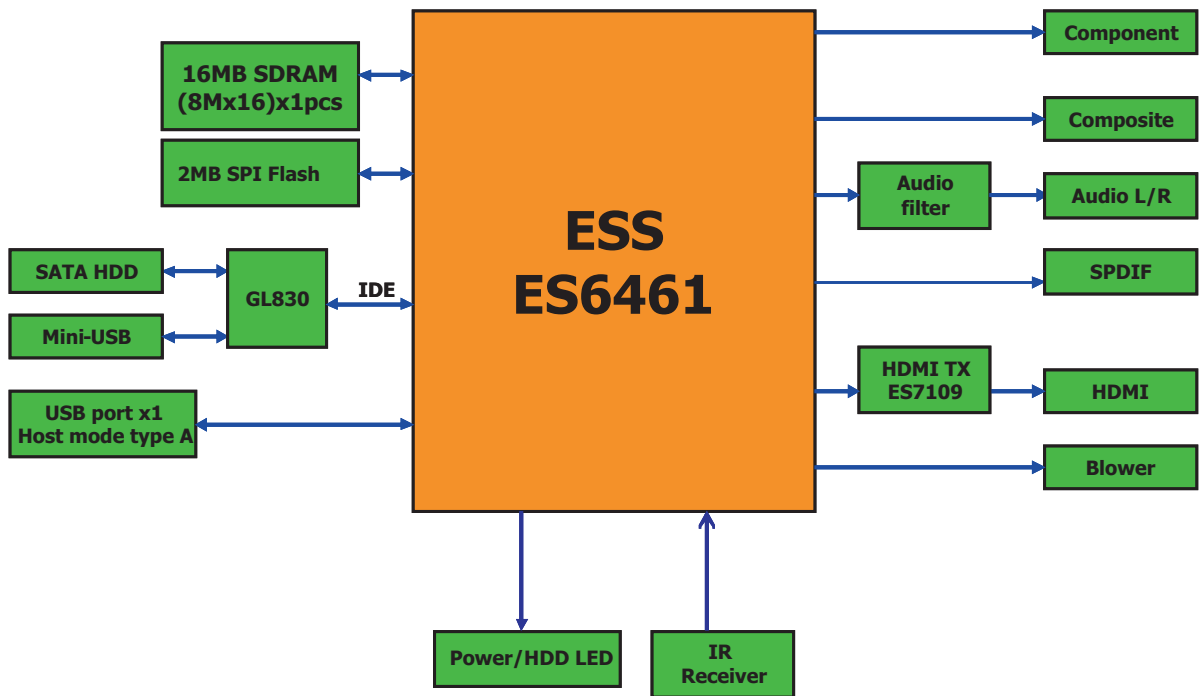 16MB SDRAM
(8Mx16)x1pcs
2MB SPI Flash
SATA HDD
Mini-USB
GL830
IDE
USB port x1
Host mode type A
ESS
ES6461
Component
Composite
Audio
filter
Audio L/R
SPDIF
HDMI TX
ES7109
HDMI
Blower
Power/HDD LED
IR
Receiver